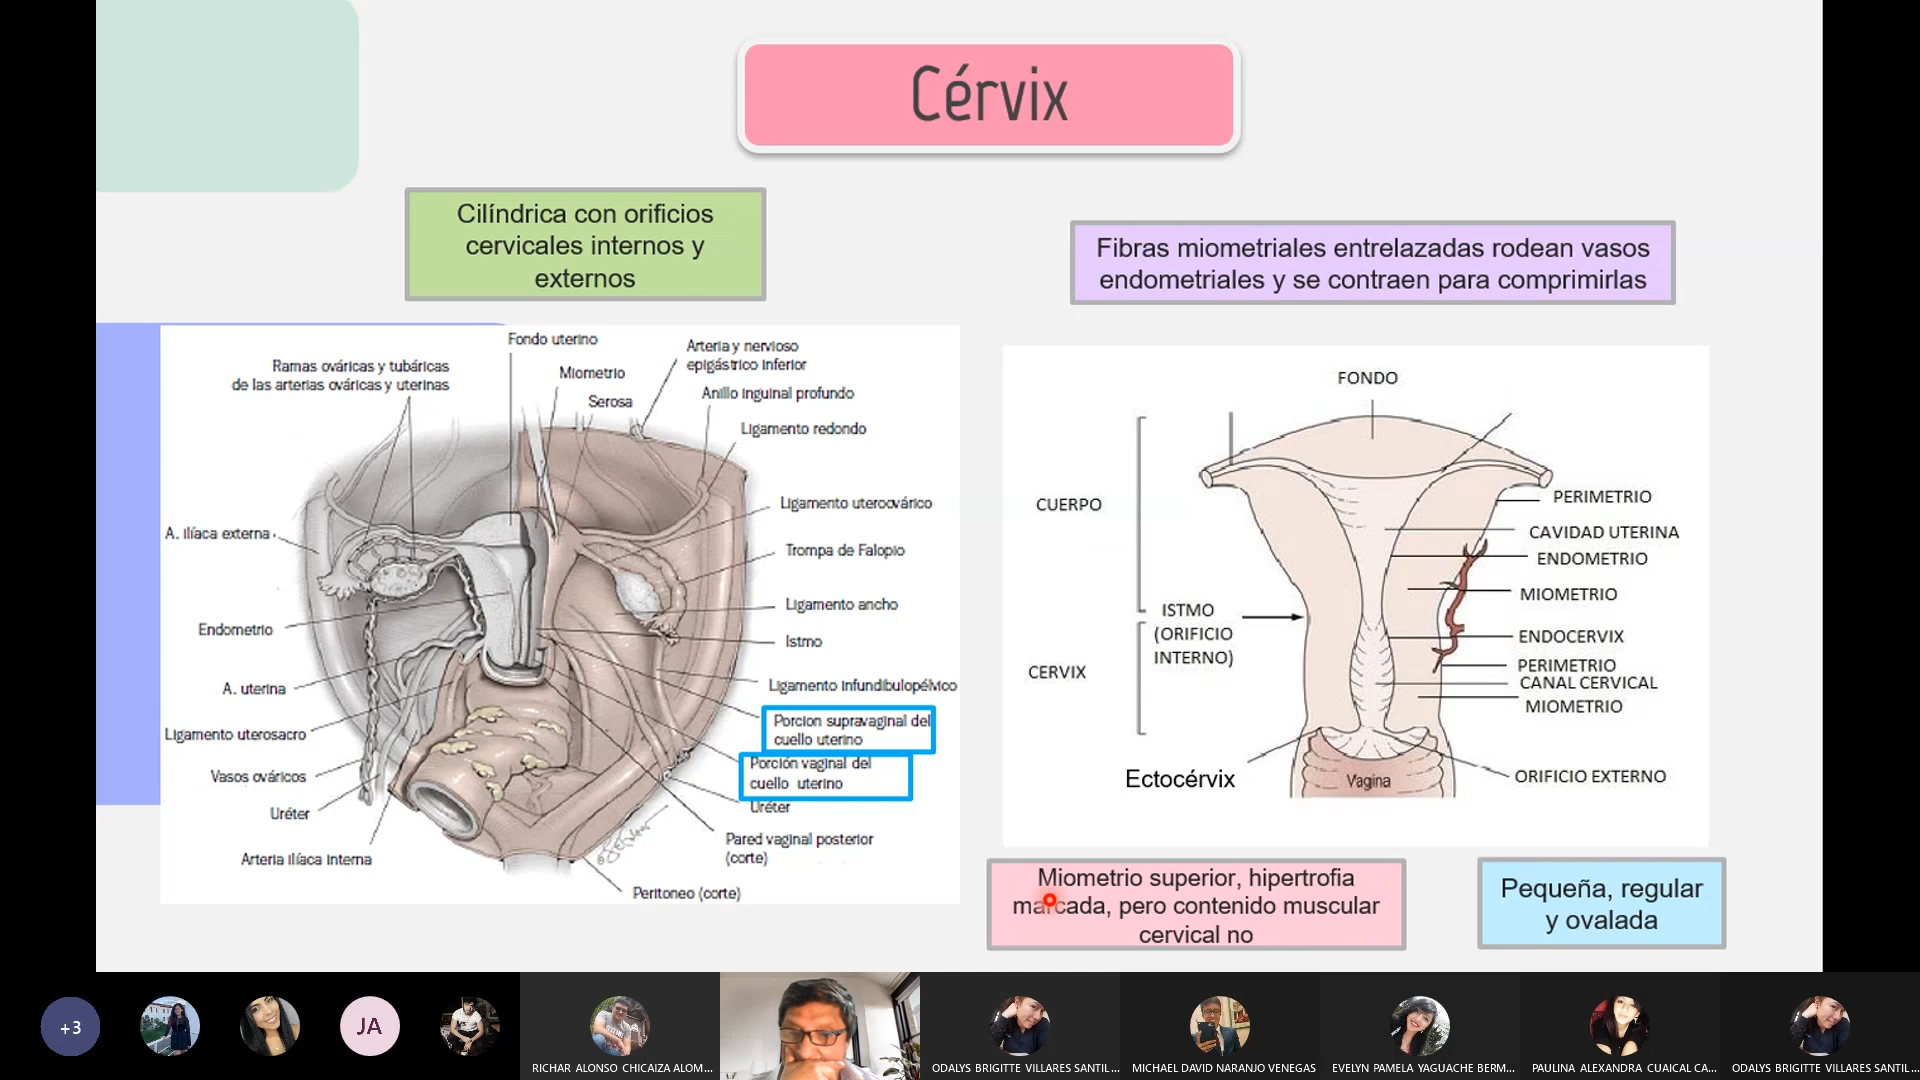 Cérvix
Cilíndrica con orificios
cervicales internos y
externos
Fibras miometriales entrelazadas rodean vasos
endometriales y se contraen para comprimirlas
Fondo uterino
Ramas ováricas y tubáricas
de las arterias ováricas y uterinas
Miometrio
Serosa
Arteria y nervioso
epigástrico inferior
Anillo inguinal profundo
Ligamento redondo
Ligamento uteroovárico
Trompa de Falopio
Ligamento ancho
Istmo
Ligamento infundibulopélvico
Porcion supravaginal del
cuello uterino
Porción vaginal del
cuello uterino
Uréter
Pared vaginal posterior
(corte)
Peritoneo (corte)
A. ilíaca externa
Endometrio
A. uterina
Ligamento uterosacro
Vasos ováricos
Uréter
Arteria ilíaca interna
FONDO
CUERPO
ISTMO
(ORIFICIO
INTERNO)
CERVIX
Ectocérvix
Vagina
PERIMETRIO
CAVIDAD UTERINA
ENDOMETRIO
MIOMETRIO
ENDOCERVIX
PERIMETRIO
CANAL CERVICAL
MIOMETRIO
ORIFICIO EXTERNO
Miometrio superior, hipertrofia
marcada, pero contenido muscular
cervical no
Pequeña, regular
y ovalada
+3
JA
RICHAR ALONSO CHICAIZA ALOM...
ODALYS BRIGITTE VILLARES SANTIL...
MICHAEL DAVID NARANJO VENEGAS
EVELYN PAMELA YAGUACHE BERM...
PAULINA ALEXANDRA CUAICAL CA...
ODALYS BRIGITTE VILLARES SANTIL...